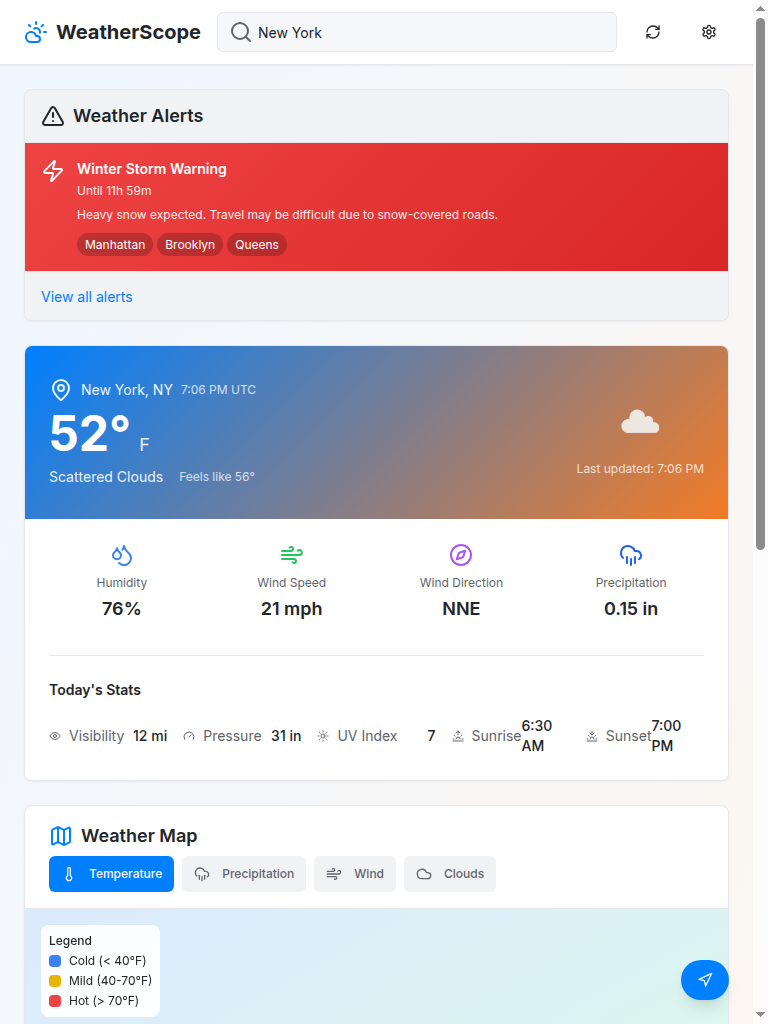 WeatherScope
New York
Weather Alerts
Winter Storm Warning
Until 11h 59m
Heavy snow expected. Travel may be difficult due to snow-covered roads.
Manhattan Brooklyn Queens
View all alerts
New York, NY 7:06 PM UTC
52° F
Scattered Clouds Feels like 56°
Last updated: 7:06 PM
Humidity Wind Speed Wind Direction Precipitation
76% 21 mph NNE 0.15 in
Today's Stats
Visibility 12 mi Pressure 31 in UV Index 7 Sunrise 6:30 AM Sunset 7:00 PM
Weather Map
Temperature Precipitation Wind Clouds
Legend
Cold (< 40°F)
Mild (40-70°F)
Hot (> 70°F)